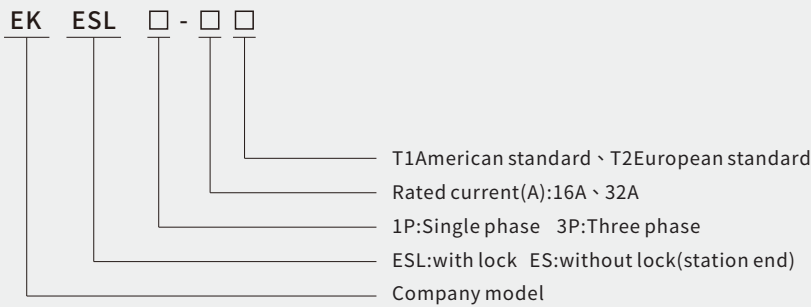 EK ESL □ - □ □
T1American standard、T2European standard
Rated current(A):16A、32A
1P:Single phase 3P:Three phase
ESL:with lock ES:without lock(station end)
Company model